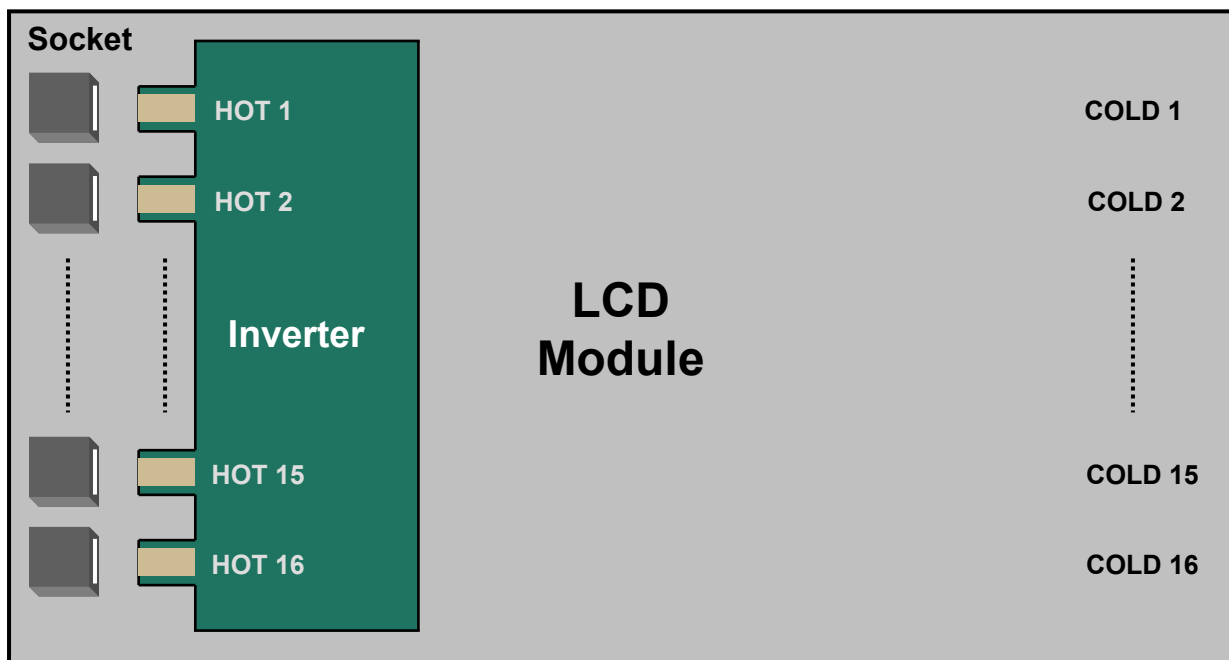 Socket
HOT 1
COLD 1
HOT 2
COLD 2
Inverter
LCD
Module
HOT 15
COLD 15
HOT 16
COLD 16